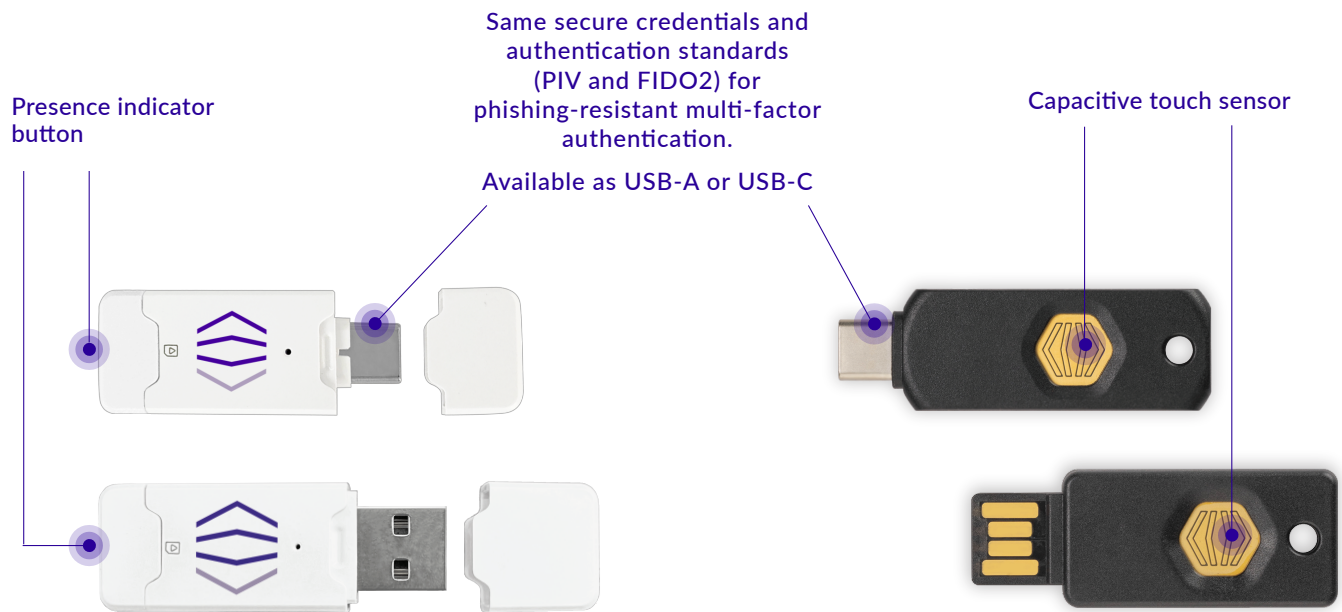 Same secure credentials and
authentication standards
(PIV and FIDO2) for
phishing-resistant multi-factor
authentication.
Presence indicator
button
Capacitive touch sensor
Available as USB-A or USB-C